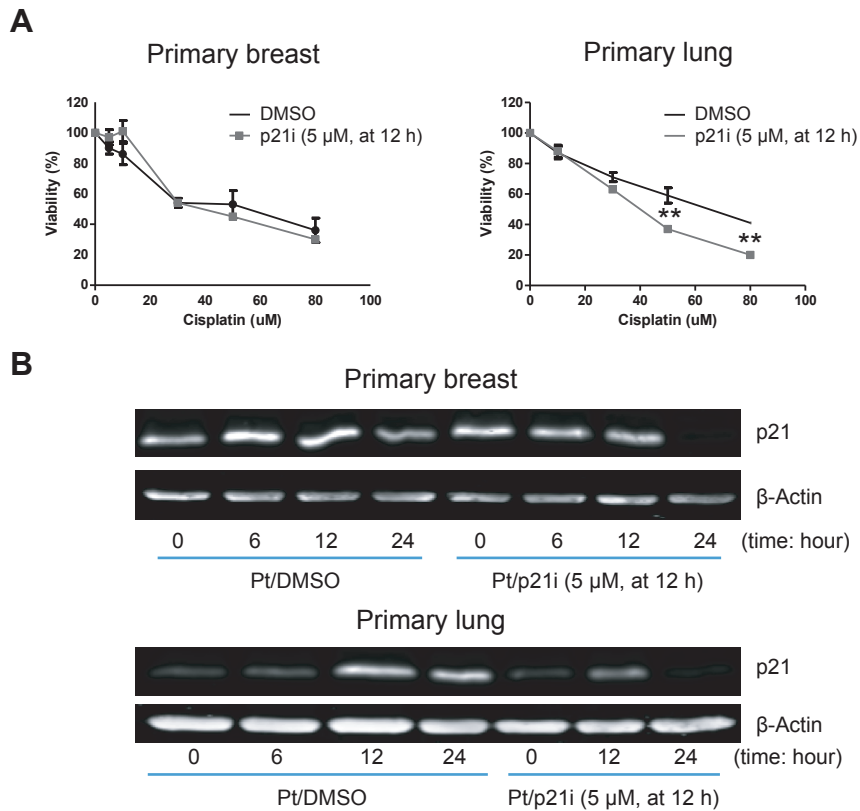 A
Primary breast
Primary lung
120
100
80
60
40
20
0
Viability (%)
0 20 40 60 80 100
Cisplatin (uM)
DMSO
p21i (5 µM, at 12 h)
120
100
80
60
40
20
0
Viability (%)
0 20 40 60 80 100
Cisplatin (uM)
DMSO
p21i (5 µM, at 12 h)
**
**
B
Primary breast
p21
β-Actin
0 6 12 24 0 6 12 24 (time: hour)
Pt/DMSO Pt/p21i (5 µM, at 12 h)
Primary lung
p21
β-Actin
0 6 12 24 0 12 24 (time: hour)
Pt/DMSO Pt/p21i (5 µM, at 12 h)